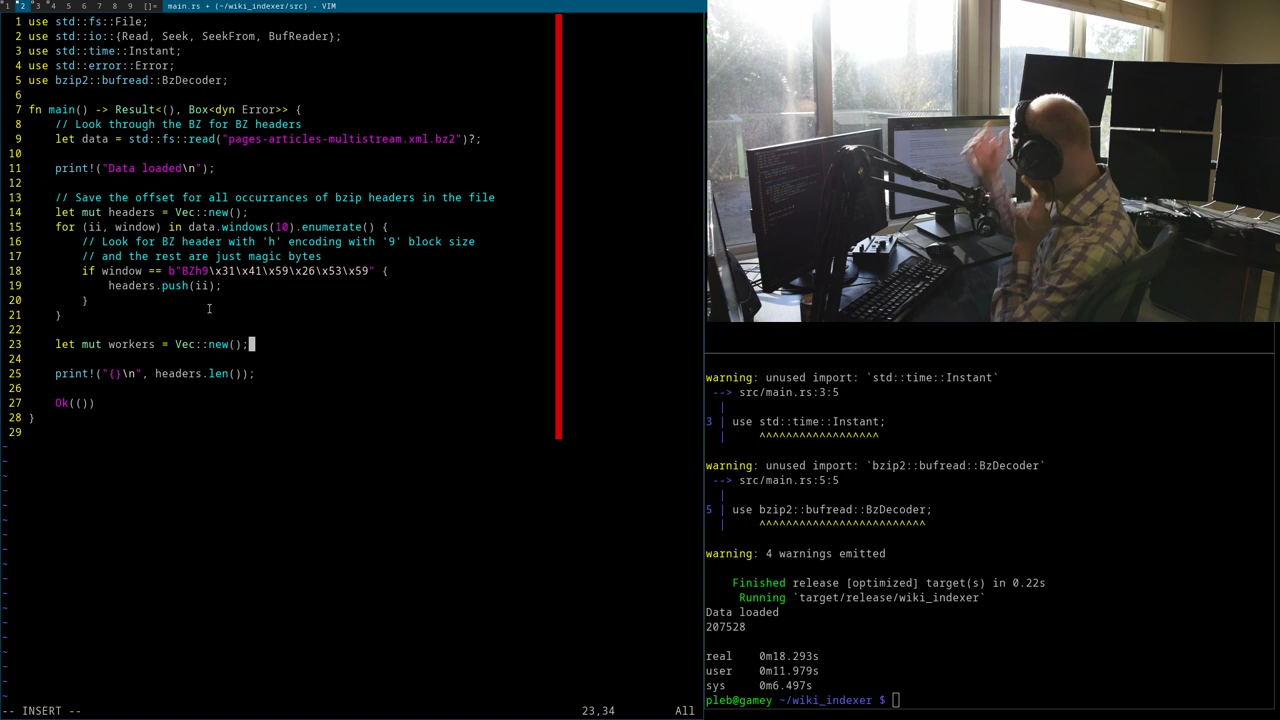 1 2 3 4 5 6 7 8 9 []= main.rs + (~/wiki_indexer/src) - VIM
1 use std::fs::File;
2 use std::io::{Read, Seek, SeekFrom, BufReader};
3 use std::time::Instant;
4 use std::error::Error;
5 use bzip2::bufread::BzDecoder;
6
7 fn main() -> Result<(), Box<dyn Error>> {
8     // Look through the BZ for BZ headers
9     let data = std::fs::read("pages-articles-multistream.xml.bz2")?;
10
11     print!("Data loaded\n");
12
13     // Save the offset for all occurrances of bzip headers in the file
14     let mut headers = Vec::new();
15     for (ii, window) in data.windows(10).enumerate() {
16         // Look for BZ header with 'h' encoding with '9' block size
17         // and the rest are just magic bytes
18         if window == b"BZh9\x31\x41\x59\x26\x53\x59" {
19             headers.push(ii);
20         }
21     }
22
23     let mut workers = Vec::new();
24
25     print!("{}\n", headers.len());
26
27     Ok(())
28 }
29
-- INSERT -- 23,34 All
warning: unused import: `std::time::Instant`
 --> src/main.rs:3:5
  |
3 | use std::time::Instant;
  |     ^^^^^^^^^^^^^^^^^^
warning: unused import: `bzip2::bufread::BzDecoder`
 --> src/main.rs:5:5
  |
5 | use bzip2::bufread::BzDecoder;
  |     ^^^^^^^^^^^^^^^^^^^^^^^^^
warning: 4 warnings emitted
    Finished release [optimized] target(s) in 0.22s
     Running `target/release/wiki_indexer`
Data loaded
207528
real    0m18.293s
user    0m11.979s
sys     0m6.497s
pleb@gamey ~/wiki_indexer $